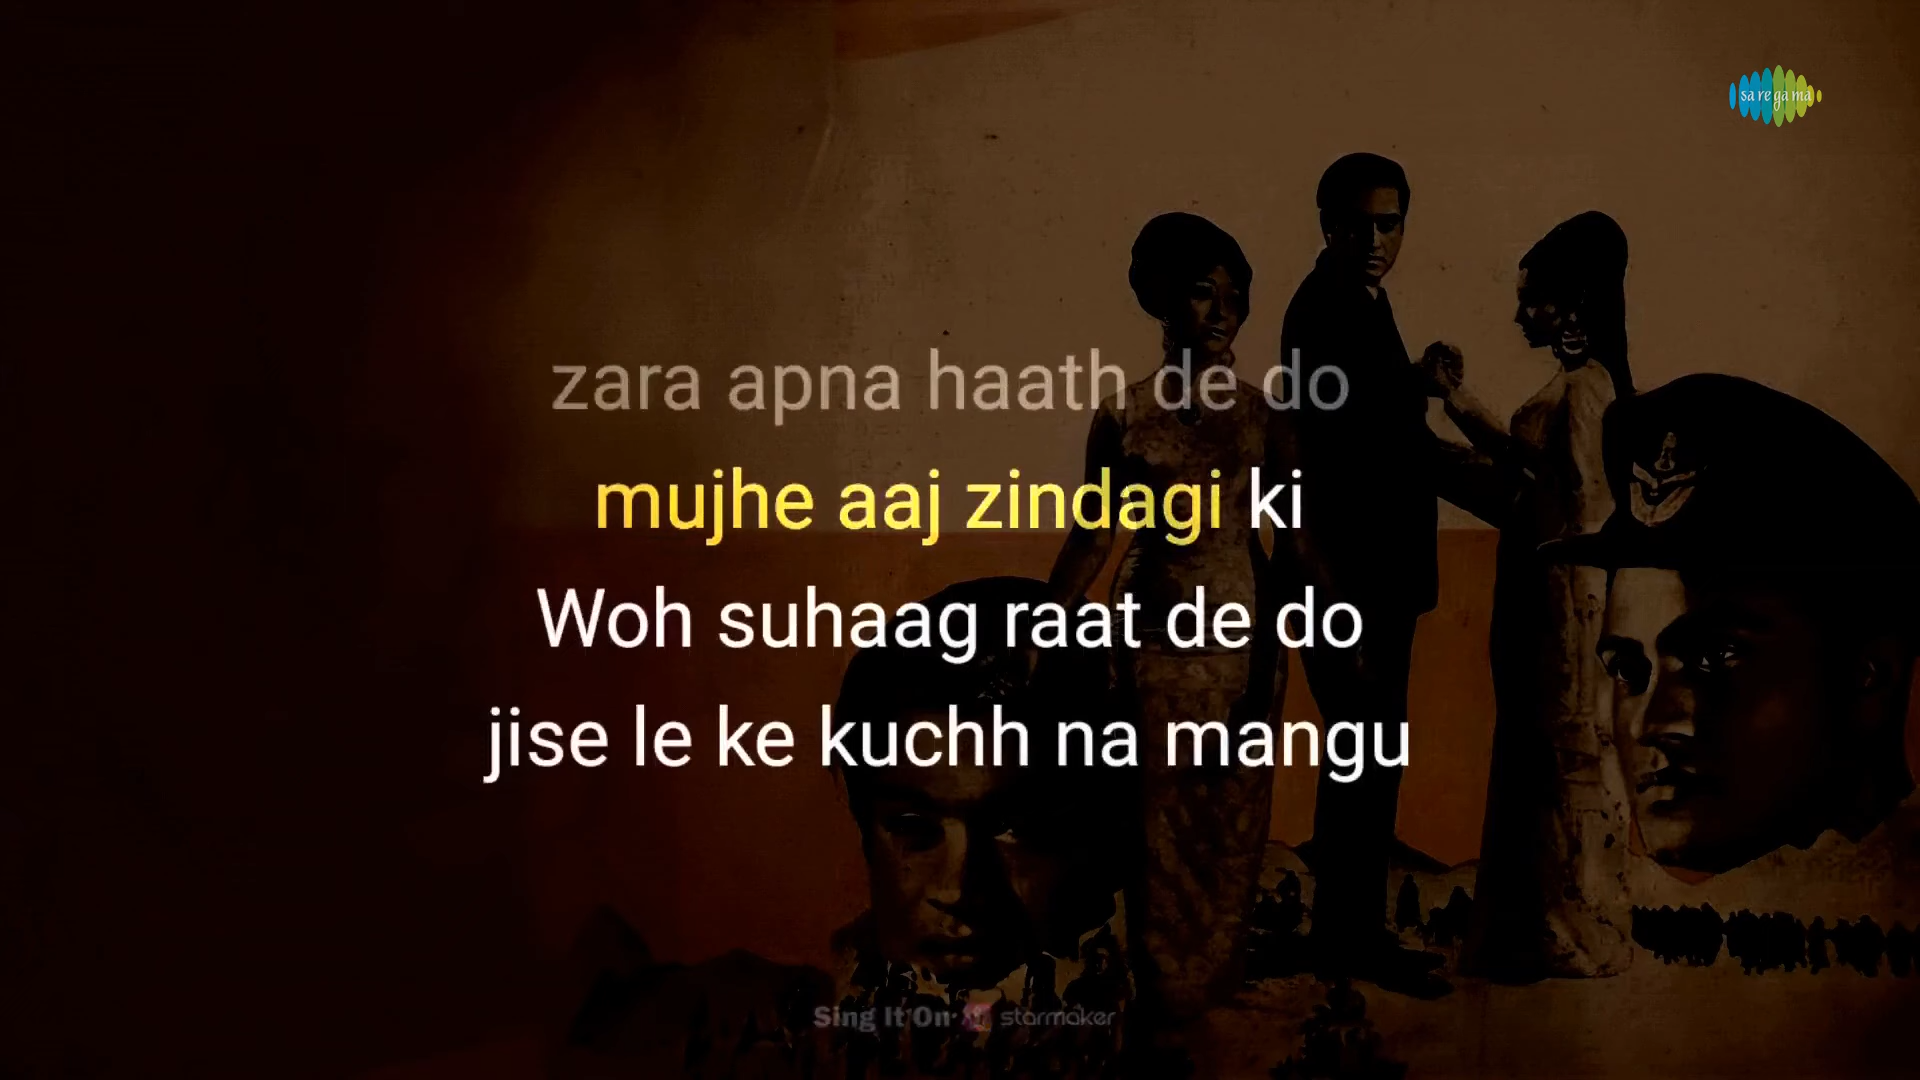 sa re ga ma
zara apna haath de do
mujhe aaj zindagi ki
Woh suhaag raat de do
jise le ke kuchh na mangu
Sing It On starmaker